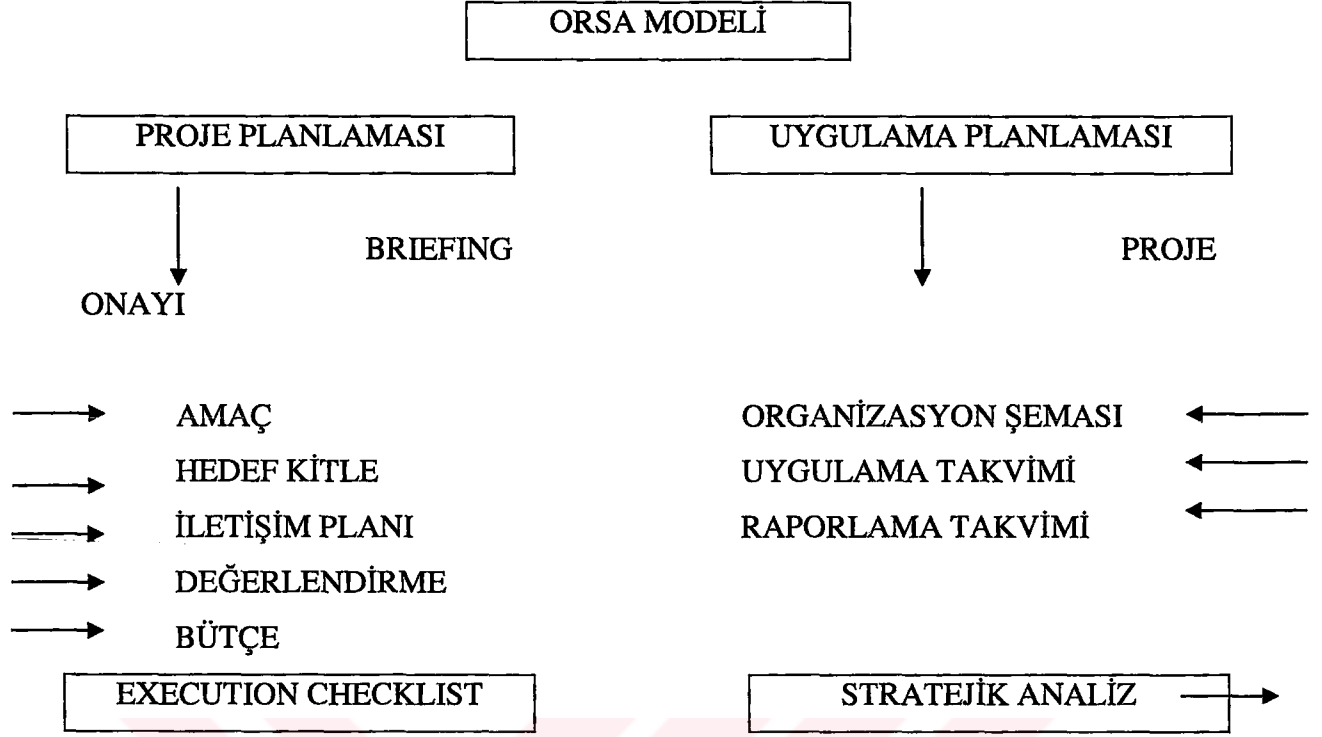 ORSA MODELİ
PROJE PLANLAMASI UYGULAMA PLANLAMASI
BRIEFING PROJE
ONAYI
AMAÇ ORGANİZASYON ŞEMASI
HEDEF KİTLE UYGULAMA TAKVİMİ
İLETİŞİM PLANI RAPORLAMA TAKVİMİ
DEĞERLENDİRME
BÜTÇE
EXECUTION CHECKLIST STRATEJİK ANALİZ